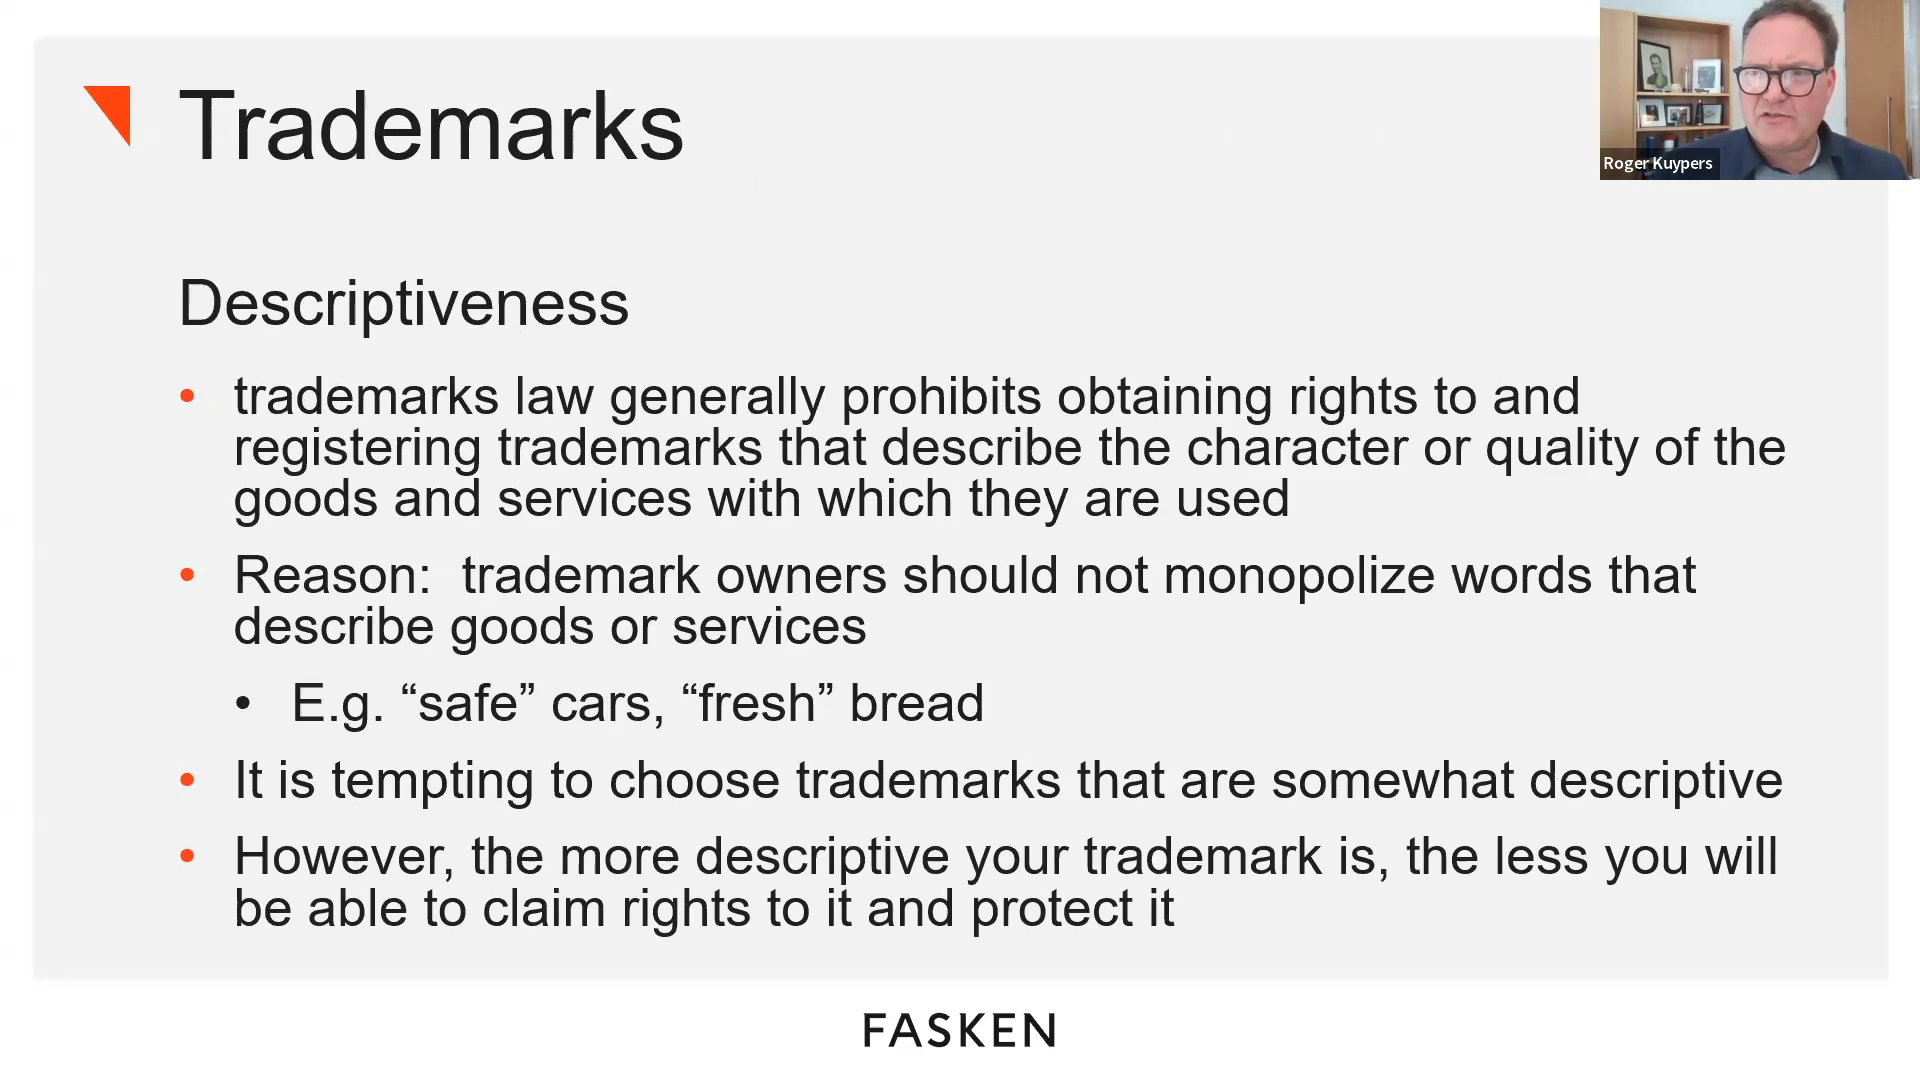 Trademarks
Roger Kuypers
Descriptiveness
• trademarks law generally prohibits obtaining rights to and
registering trademarks that describe the character or quality of the
goods and services with which they are used
• Reason:  trademark owners should not monopolize words that
describe goods or services
• E.g. “safe” cars, “fresh” bread
• It is tempting to choose trademarks that are somewhat descriptive
• However, the more descriptive your trademark is, the less you will
be able to claim rights to it and protect it
FASKEN